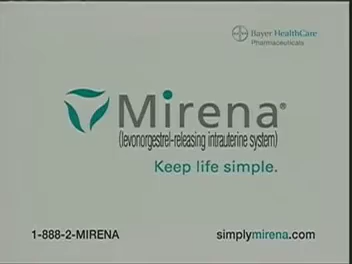 Bayer HealthCare
Pharmaceuticals
Mirena®
(levonorgestrel-releasing intrauterine system)
Keep life simple.
1-888-2-MIRENA
simplymirena.com